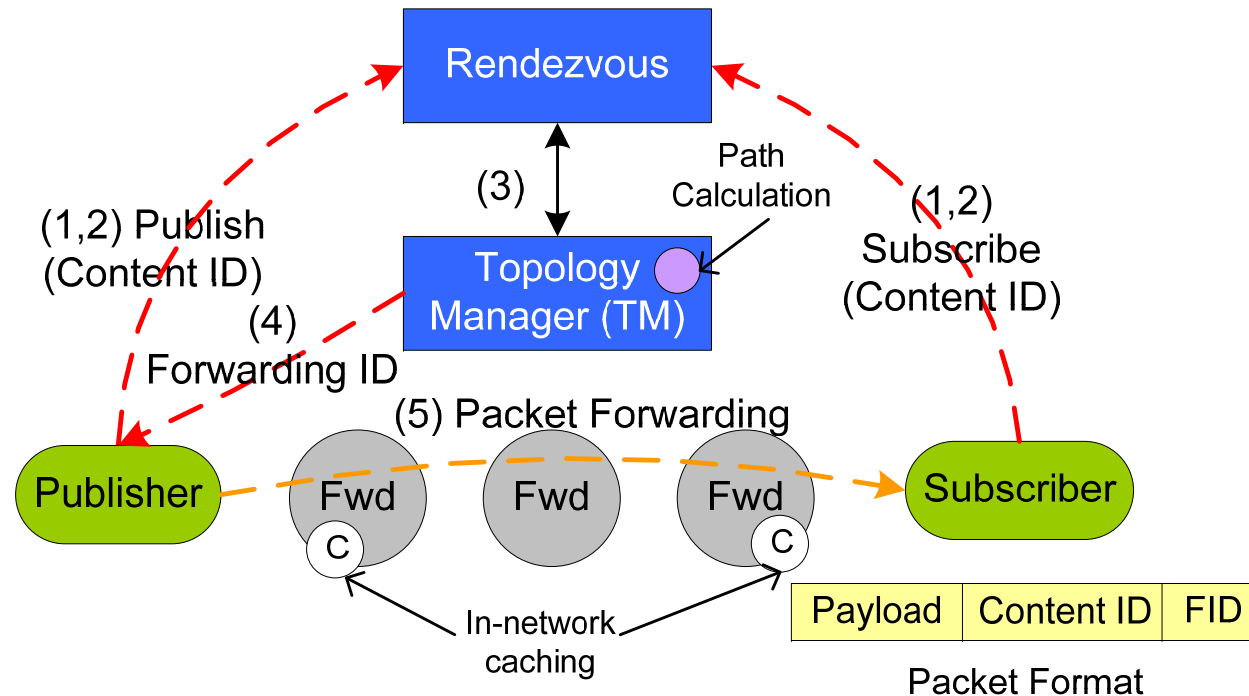 Rendezvous
Path
Calculation
(3)
(1,2) Publish
(Content ID)
(1,2)
Subscribe
(Content ID)
Topology
Manager (TM)
(4)
Forwarding ID
(5) Packet Forwarding
Publisher
Fwd
Fwd
Fwd
Subscriber
C
C
In-network
caching
Payload
Content ID
FID
Packet Format